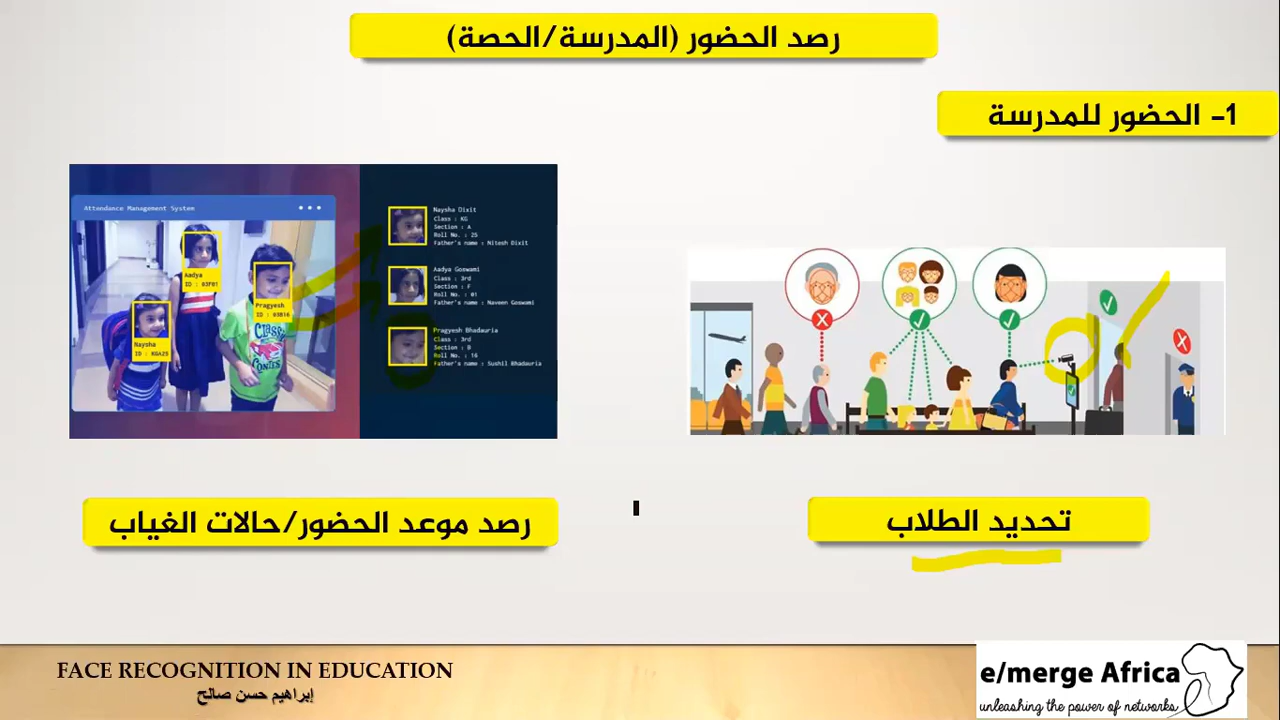 رصد الحضور (المدرسة/الحصة)
1- الحضور للمدرسة
Attendance Management System
Aadya
ID : 03F01
Pragyesh
ID : 03B16
Naysha
ID : KGA25
Naysha Dixit
Class : KG
Section : A
Roll No. : 25
Father's name : Nitesh Dixit
Aadya Goswami
Class : 3rd
Section : F
Roll No. : 01
Father's name : Naveen Goswami
Pragyesh Bhadauria
Class : 3rd
Section : B
Roll No. : 16
Father's name : Sushil Bhadauria
تحديد الطلاب
رصد موعد الحضور/حالات الغياب
FACE RECOGNITION IN EDUCATION
إبراهيم حسن صالح
e/merge Africa
unleashing the power of networks